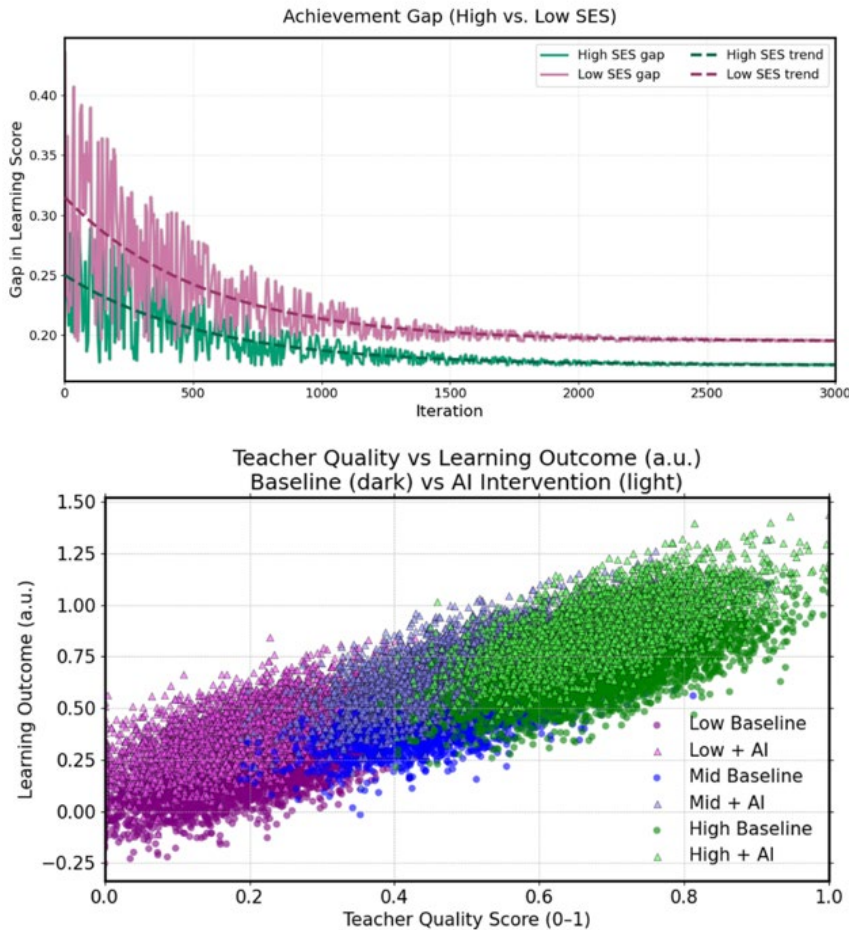 Achievement Gap (High vs. Low SES)
High SES gap
Low SES gap
High SES trend
Low SES trend
Gap in Learning Score
0.40
0.35
0.30
0.25
0.20
0 500 1000 1500 2000 2500 3000
Iteration
Teacher Quality vs Learning Outcome (a.u.)
Baseline (dark) vs AI Intervention (light)
Learning Outcome (a.u.)
1.50
1.25
1.00
0.75
0.50
0.25
0.00
−0.25
Low Baseline
Low + AI
Mid Baseline
Mid + AI
High Baseline
High + AI
0.0 0.2 0.4 0.6 0.8 1.0
Teacher Quality Score (0–1)